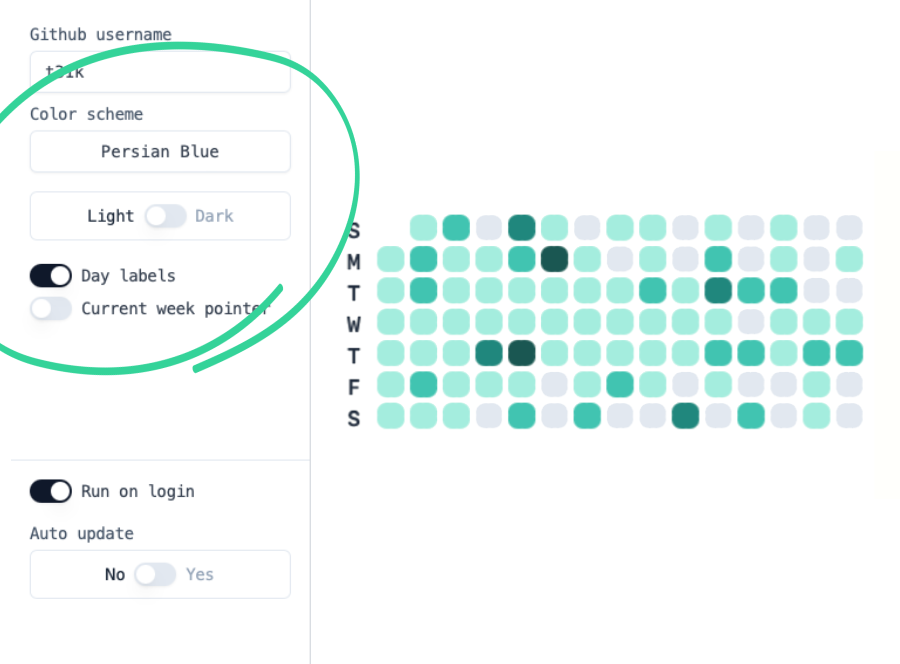 Github username
Color scheme
Persian Blue
Light Dark
Day labels
Current week pointer
Run on login
Auto update
No Yes
S
M
T
W
T
F
S